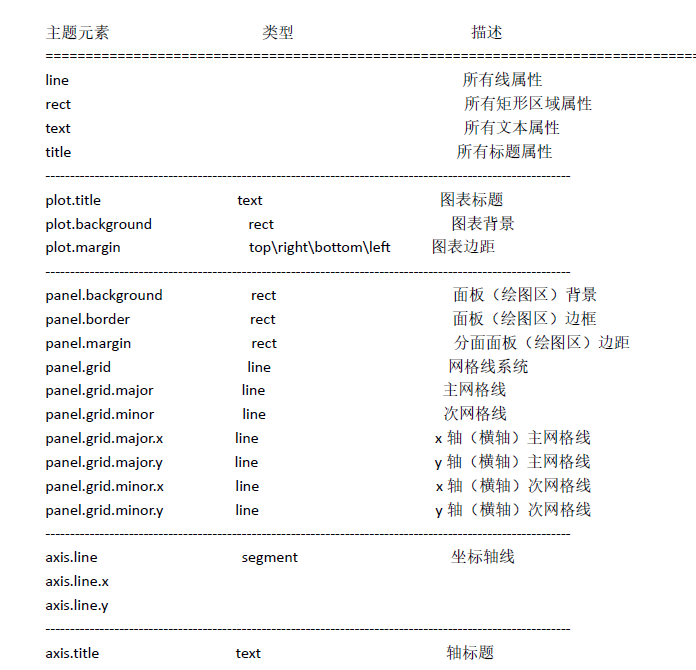 主题元素 类型 描述
================================================================================
line 所有线属性
rect 所有矩形区域属性
text 所有文本属性
title 所有标题属性
---------------------------------------------------------------------------------------------------------
plot.title text 图表标题
plot.background rect 图表背景
plot.margin top\right\bottom\left 图表边距
---------------------------------------------------------------------------------------------------------
panel.background rect 面板（绘图区）背景
panel.border rect 面板（绘图区）边框
panel.margin rect 分面面板（绘图区）边距
panel.grid line 网格线系统
panel.grid.major line 主网格线
panel.grid.minor line 次网格线
panel.grid.major.x line x 轴（横轴）主网格线
panel.grid.major.y line y 轴（横轴）主网格线
panel.grid.minor.x line x 轴（横轴）次网格线
panel.grid.minor.y line y 轴（横轴）次网格线
---------------------------------------------------------------------------------------------------------
axis.line segment 坐标轴线
axis.line.x
axis.line.y
---------------------------------------------------------------------------------------------------------
axis.title text 轴标题